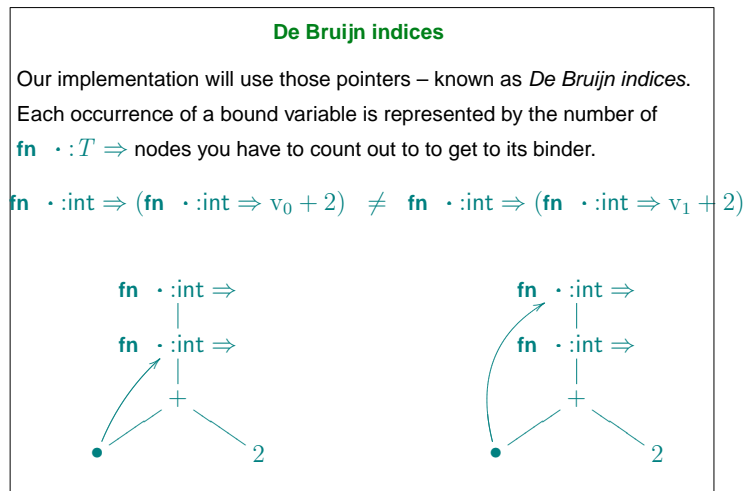 De Bruijn indices
Our implementation will use those pointers – known as De Bruijn indices.
Each occurrence of a bound variable is represented by the number of
fn · : T ⇒ nodes you have to count out to to get to its binder.
fn · :int ⇒ (fn · :int ⇒ v₀ + 2) ≠ fn · :int ⇒ (fn · :int ⇒ v₁ + 2)
fn · :int ⇒ fn · :int ⇒
fn · :int ⇒ fn · :int ⇒
+ +
• 2 • 2